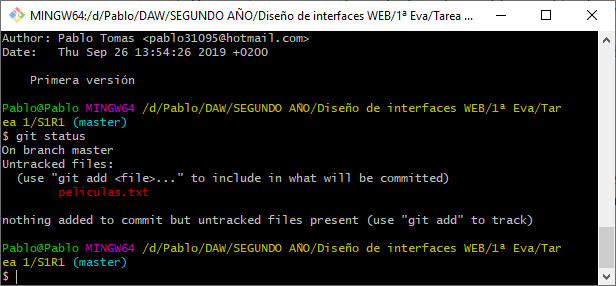 MINGW64:/d/Pablo/DAW/SEGUNDO AÑO/Diseño de interfaces WEB/1ª Eva/Tarea ...
Author: Pablo Tomas <pablo31095@hotmail.com>
Date:   Thu Sep 26 13:54:26 2019 +0200
    Primera versión
Pablo@Pablo MINGW64 /d/Pablo/DAW/SEGUNDO AÑO/Diseño de interfaces WEB/1ª Eva/Tar
ea 1/S1R1 (master)
$ git status
On branch master
Untracked files:
  (use "git add <file>..." to include in what will be committed)
        peliculas.txt
nothing added to commit but untracked files present (use "git add" to track)
Pablo@Pablo MINGW64 /d/Pablo/DAW/SEGUNDO AÑO/Diseño de interfaces WEB/1ª Eva/Tar
ea 1/S1R1 (master)
$